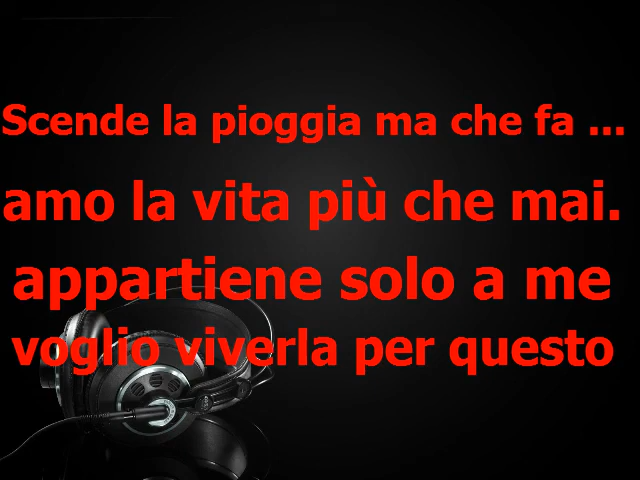 Scende la pioggia ma che fa ...
amo la vita più che mai.
appartiene solo a me
voglio viverla per questo